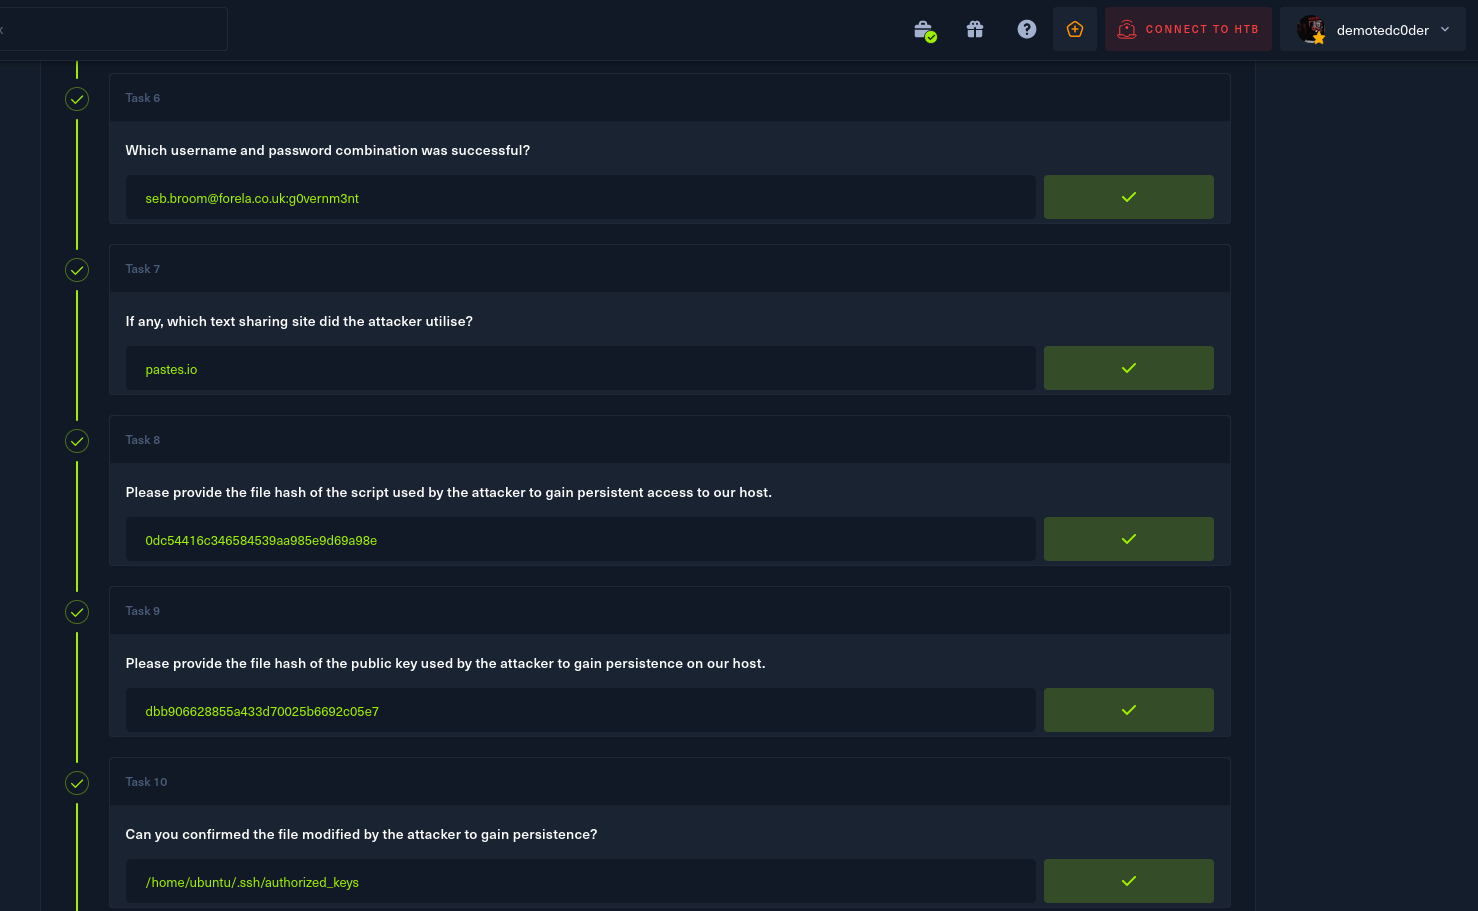 CONNECT TO HTB
demotedc0der
Task 6
Which username and password combination was successful?
seb.broom@forela.co.uk:g0vernm3nt
Task 7
If any, which text sharing site did the attacker utilise?
pastes.io
Task 8
Please provide the file hash of the script used by the attacker to gain persistent access to our host.
0dc54416c346584539aa985e9d69a98e
Task 9
Please provide the file hash of the public key used by the attacker to gain persistence on our host.
dbb906628855a433d70025b6692c05e7
Task 10
Can you confirmed the file modified by the attacker to gain persistence?
/home/ubuntu/.ssh/authorized_keys